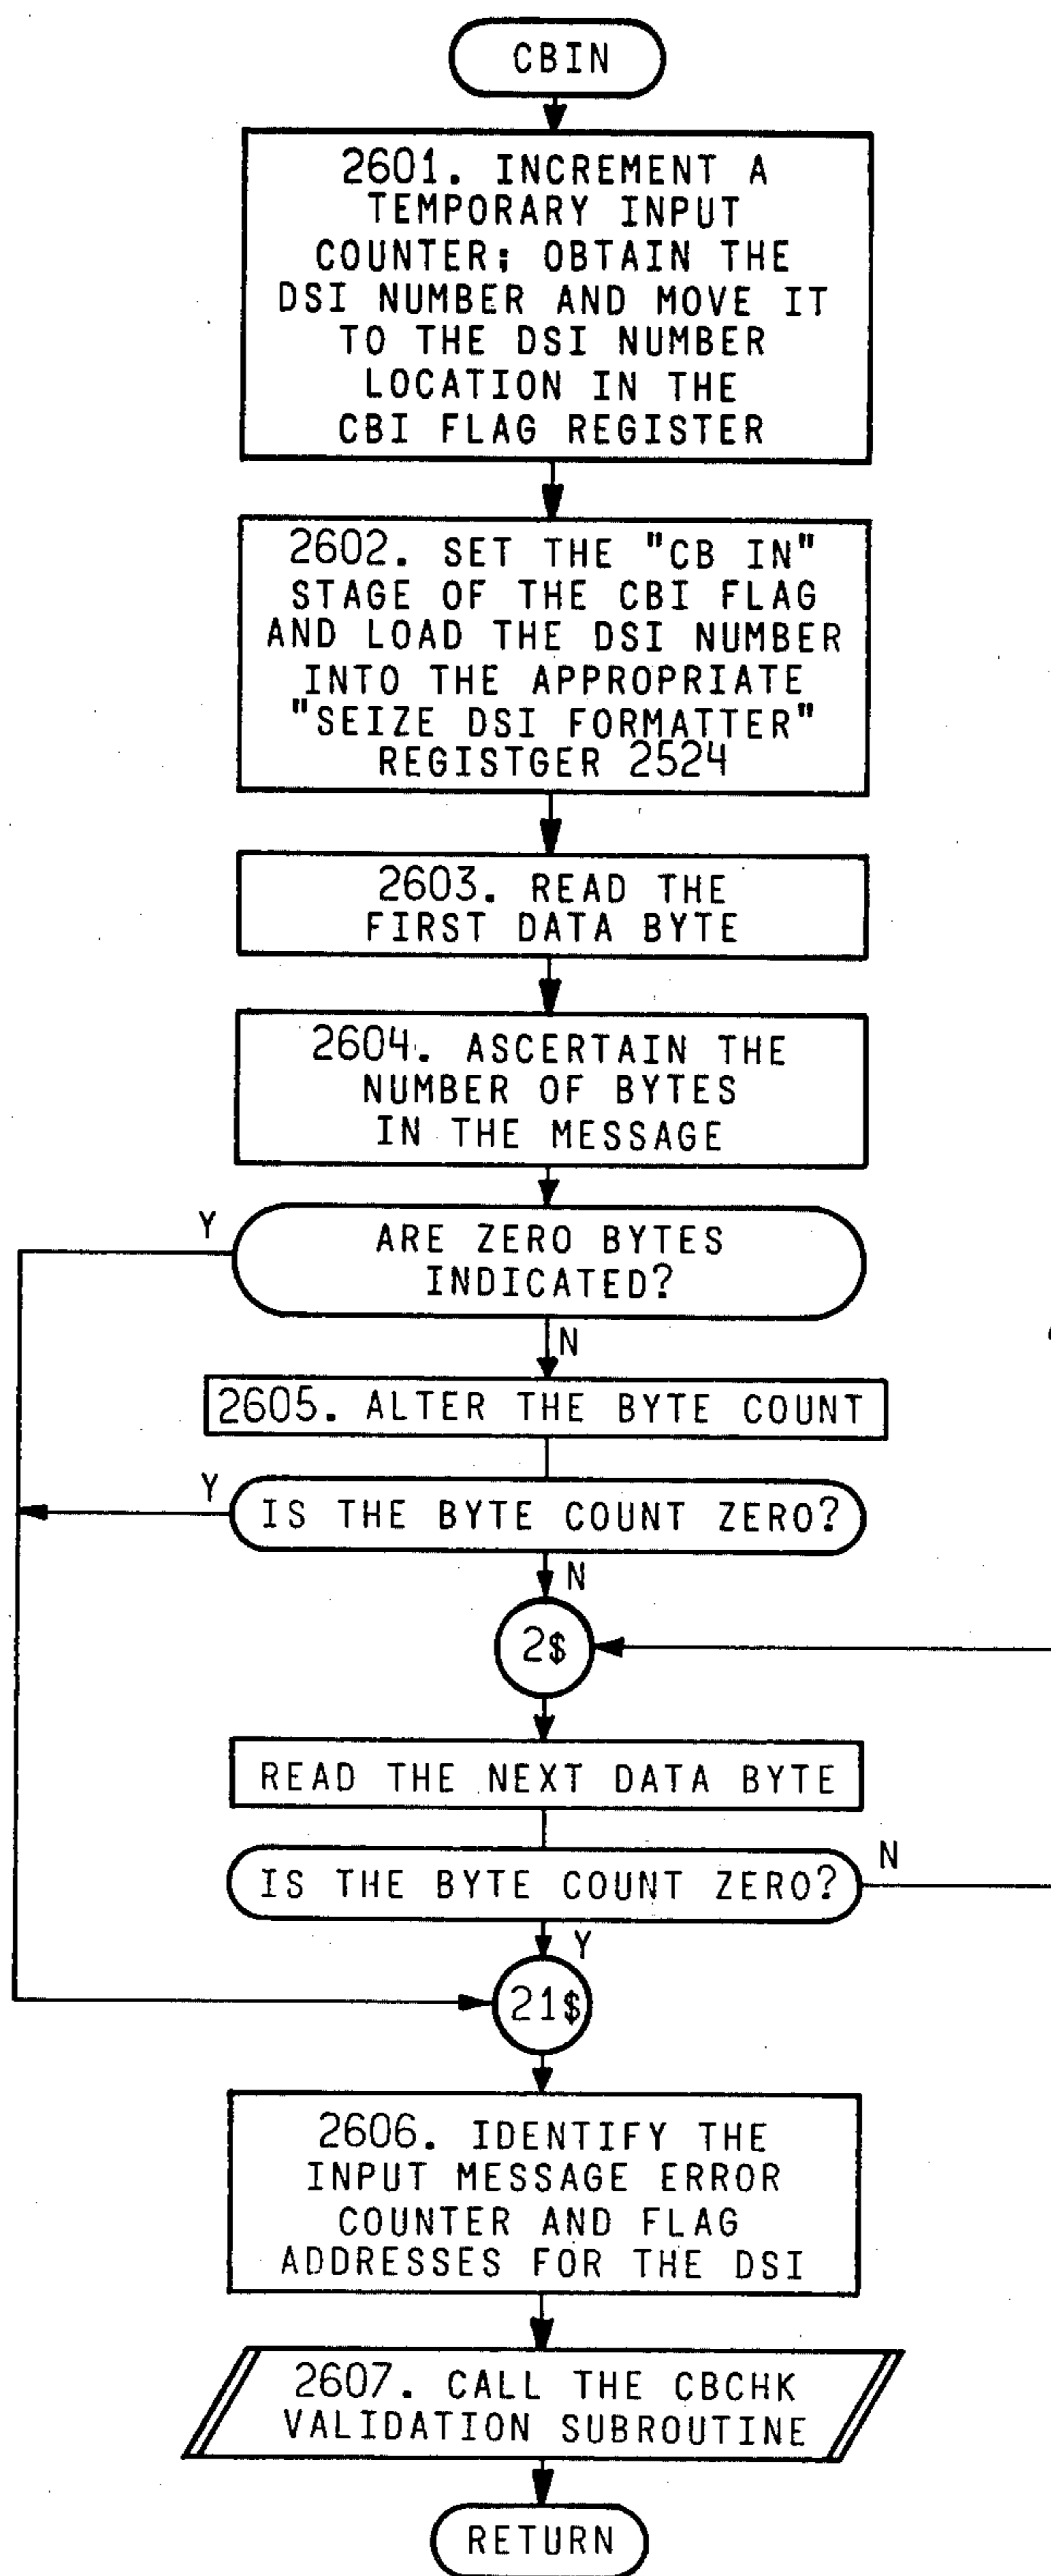 CBIN
2601. INCREMENT A
TEMPORARY INPUT
COUNTER; OBTAIN THE
DSI NUMBER AND MOVE IT
TO THE DSI NUMBER
LOCATION IN THE
CBI FLAG REGISTER
2602. SET THE "CB IN"
STAGE OF THE CBI FLAG
AND LOAD THE DSI NUMBER
INTO THE APPROPRIATE
"SEIZE DSI FORMATTER"
REGISTGER 2524
2603. READ THE
FIRST DATA BYTE
2604. ASCERTAIN THE
NUMBER OF BYTES
IN THE MESSAGE
Y
ARE ZERO BYTES
INDICATED?
N
2605. ALTER THE BYTE COUNT
Y
IS THE BYTE COUNT ZERO?
N
2$
READ THE NEXT DATA BYTE
IS THE BYTE COUNT ZERO?
N
Y
21$
2606. IDENTIFY THE
INPUT MESSAGE ERROR
COUNTER AND FLAG
ADDRESSES FOR THE DSI
2607. CALL THE CBCHK
VALIDATION SUBROUTINE
RETURN